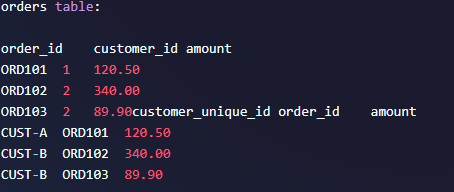 orders table:
order_id    customer_id amount
ORD101  1   120.50
ORD102  2   340.00
ORD103  2   89.90customer_unique_id order_id    amount
CUST-A  ORD101  120.50
CUST-B  ORD102  340.00
CUST-B  ORD103  89.90